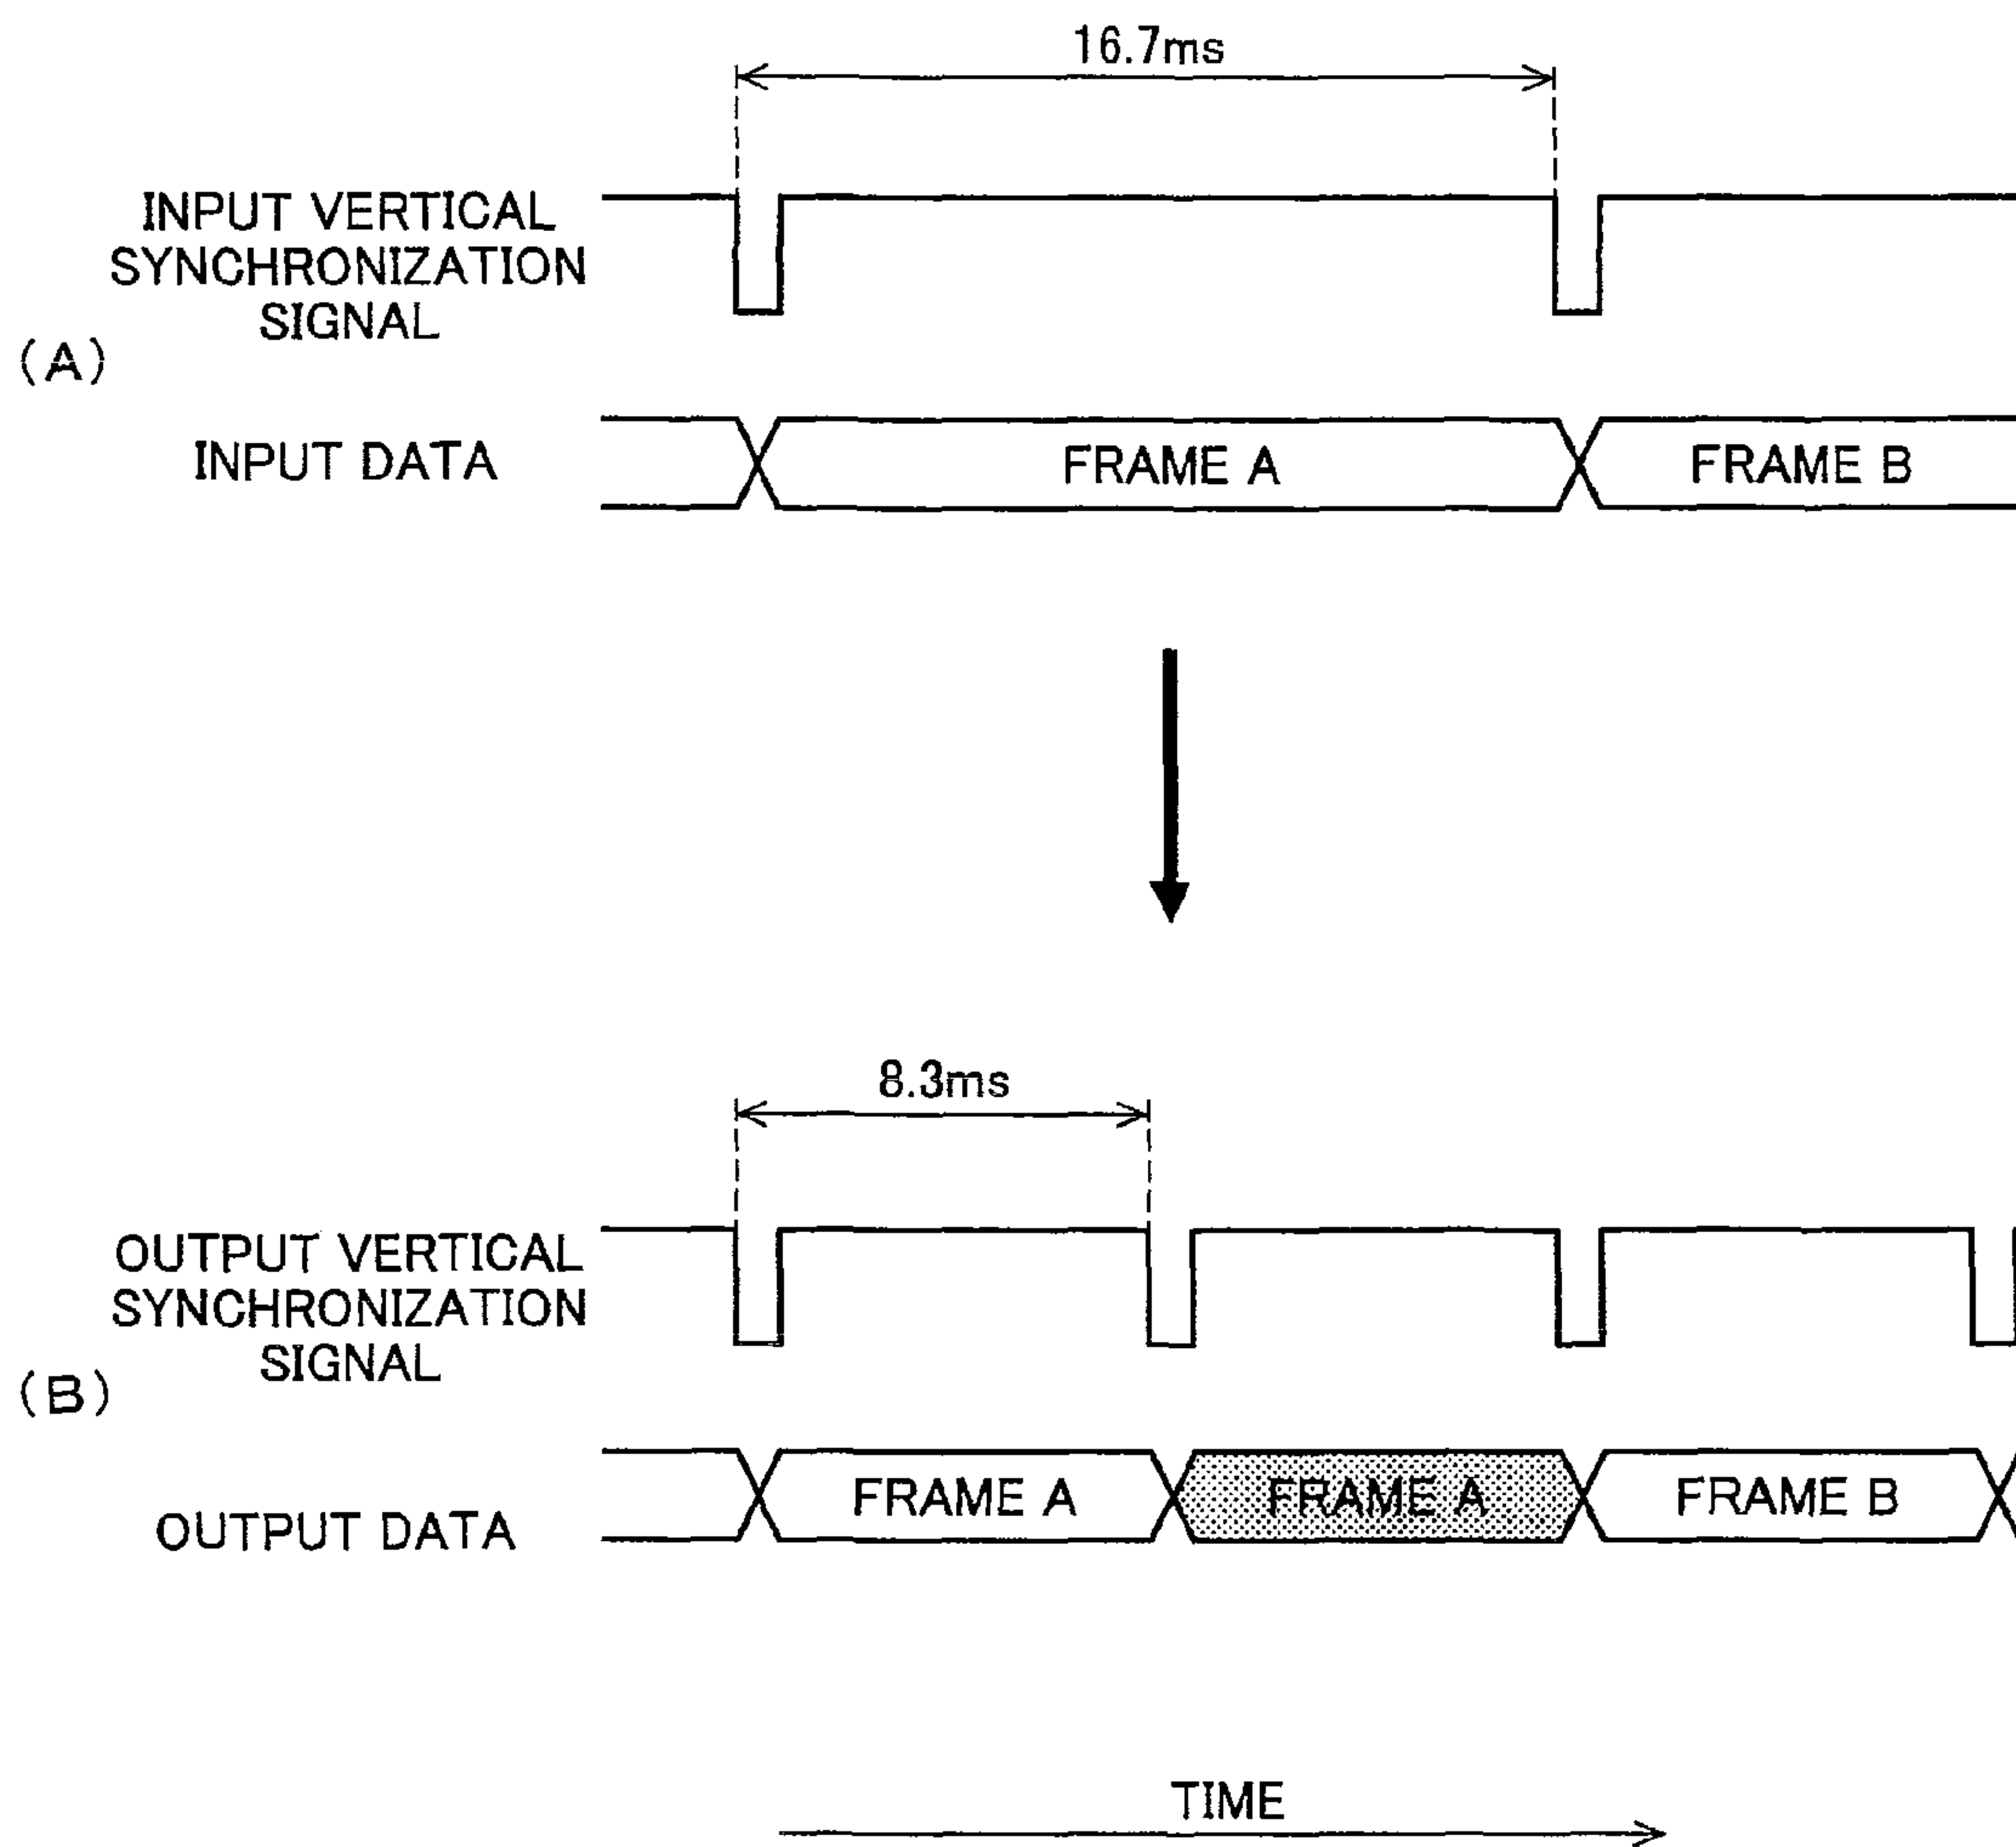 16.7ms
INPUT VERTICAL
SYNCHRONIZATION
SIGNAL
(A)
INPUT DATA
FRAME A
FRAME B
8.3ms
OUTPUT VERTICAL
SYNCHRONIZATION
SIGNAL
(B)
OUTPUT DATA
FRAME A
FRAME A
FRAME B
TIME